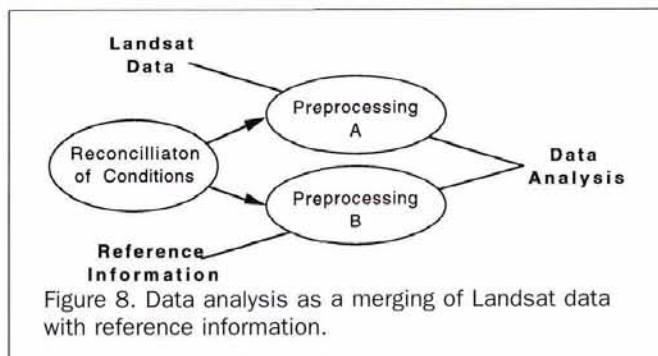 Landsat
Data
Preprocessing
A
Reconcilliaton
of Conditions
Data
Analysis
Preprocessing
B
Reference
Information
Figure 8. Data analysis as a merging of Landsat data
with reference information.